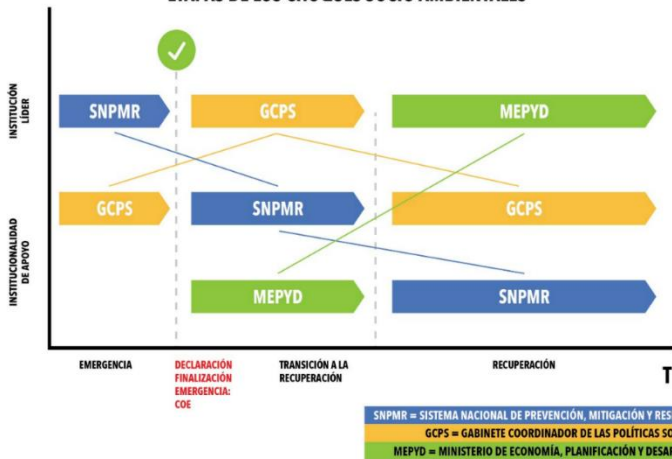 INSTITUCIÓN
LÍDER
SNPMR
GCPS
MEPYD
INSTITUCIONALIDAD
DE APOYO
GCPS
SNPMR
GCPS
MEPYD
SNPMR
EMERGENCIA
DECLARACIÓN
FINALIZACIÓN
EMERGENCIA:
COE
TRANSICIÓN A LA
RECUPERACIÓN
RECUPERACIÓN
SNPMR = SISTEMA NACIONAL DE PREVENCIÓN, MITIGACIÓN Y
GCPS = GABINETE COORDINADOR DE LAS POLÍTICAS
MEPYD = MINISTERIO DE ECONOMÍA, PLANIFICACIÓN Y